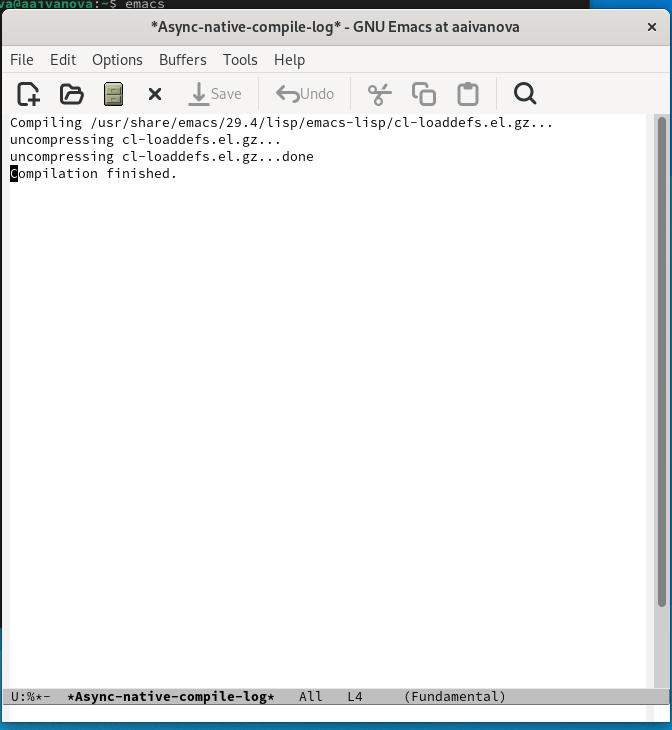 va@aaivanova:~$ emacs
*Async-native-compile-log* - GNU Emacs at aaivanova
File Edit Options Buffers Tools Help
Save Undo
Compiling /usr/share/emacs/29.4/lisp/emacs-lisp/cl-loaddefs.el.gz...
uncompressing cl-loaddefs.el.gz...
uncompressing cl-loaddefs.el.gz...done
Compilation finished.
U:%*- *Async-native-compile-log* All L4 (Fundamental)